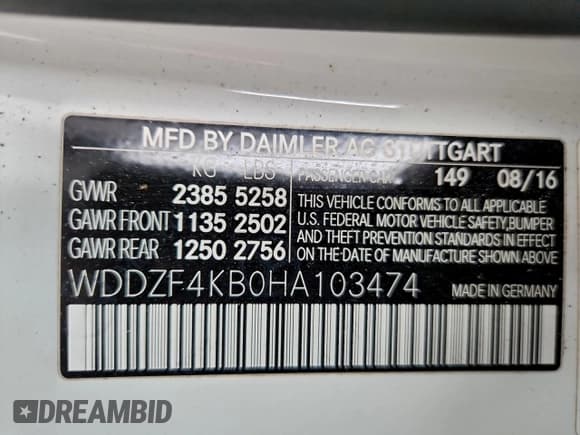 MFD BY DAIMLER AG STUTTGART
KG LBS PASSENGER CAR 149 08/16
GVWR 2385 5258
GAWR FRONT 1135 2502
GAWR REAR 1250 2756
THIS VEHICLE CONFORMS TO ALL APPLICABLE
U.S. FEDERAL MOTOR VEHICLE SAFETY,BUMPER
AND THEFT PREVENTION STANDARDS IN EFFECT
ON THE DATE OF MANUFACTURE SHOWN ABOVE
WDDZF4KB0HA103474 MADE IN GERMANY
DREAMBID